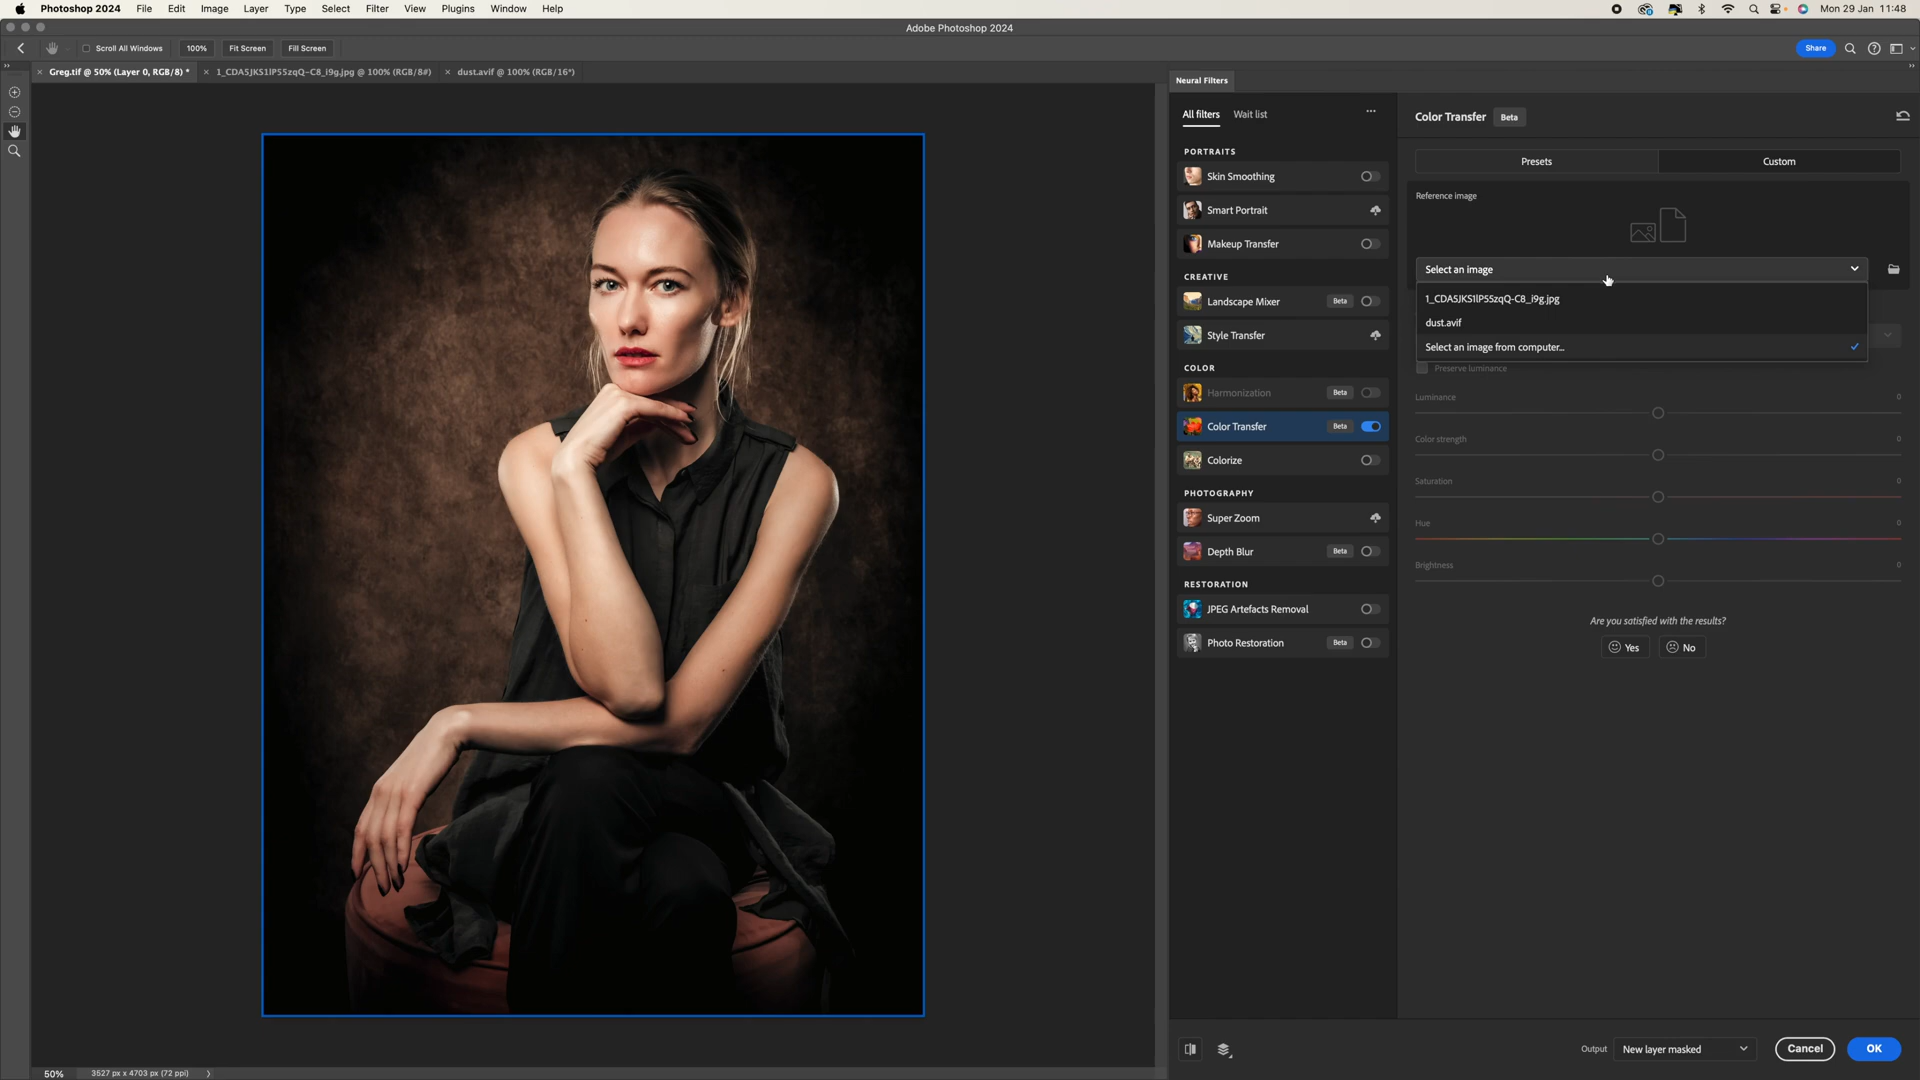 Photoshop 2024 File Edit Image Layer Type Select Filter View Plugins Window Help Mon 29 Jan 11:48
Adobe Photoshop 2024
Scroll All Windows 100% Fit Screen Fill Screen Share
Greg.tif @ 50% (Layer 0, RGB/8) * 1_CDA5JKS1lP55zqQ-C8_i9g.jpg @ 100% (RGB/8#) dust.avif @ 100% (RGB/16*)
Neural Filters
All filters Wait list
Color Transfer Beta
PORTRAITS
Presets Custom
Skin Smoothing
Reference image
Smart Portrait
Makeup Transfer
Select an image
CREATIVE
Landscape Mixer Beta
1_CDA5JKS1lP55zqQ-C8_i9g.jpg
dust.avif
Style Transfer
Select an image from computer...
COLOR
Preserve luminance
Harmonization Beta
Luminance 0
Color Transfer Beta
Color strength 0
Colorize
Saturation 0
PHOTOGRAPHY
Super Zoom
Hue 0
Depth Blur Beta
Brightness 0
RESTORATION
JPEG Artefacts Removal
Are you satisfied with the results?
Photo Restoration Beta
Yes No
Output New layer masked Cancel OK
50% 3527 px x 4703 px (72 ppi)